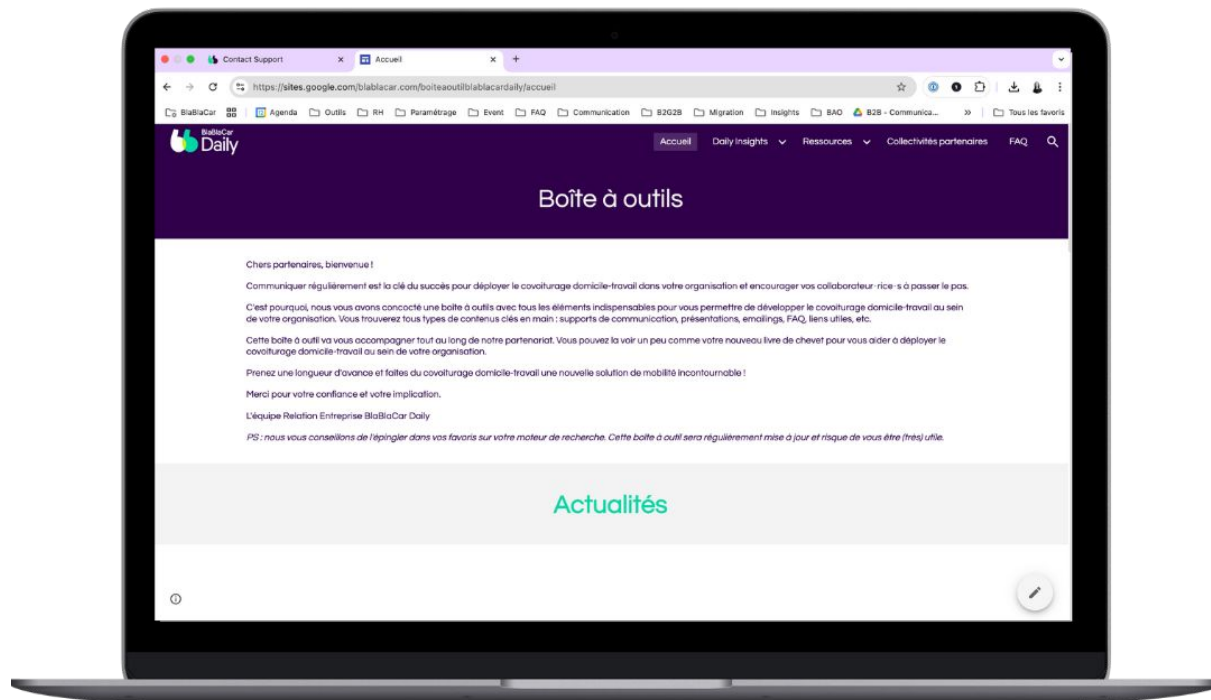 Contact Support
Accueil
https://sites.google.com/blablacar.com/boiteaoutilblablacardaily/accueil
BlaBlaCar Agenda Outils RH Paramétrage Event FAQ Communication B2G2B Migration Insights BAO B2B - Communica... » Tous les favoris
BlaBlaCar
Daily
Accueil Daily Insights Ressources Collectivités partenaires FAQ
Boîte à outils
Chers partenaires, bienvenue !
Communiquer régulièrement est la clé du succès pour déployer le covoiturage domicile-travail dans votre organisation et encourager vos collaborateur·rice·s à passer le pas.
C'est pourquoi, nous vous avons concocté une boîte à outils avec tous les éléments indispensables pour vous permettre de développer le covoiturage domicile-travail au sein
de votre organisation. Vous trouverez tous types de contenus clés en main : supports de communication, présentations, emailings, FAQ, liens utiles, etc.
Cette boîte à outil va vous accompagner tout au long de notre partenariat. Vous pouvez la voir un peu comme votre nouveau livre de chevet pour vous aider à déployer le
covoiturage domicile-travail au sein de votre organisation.
Prenez une longueur d'avance et faites du covoiturage domicile-travail une nouvelle solution de mobilité incontournable !
Merci pour votre confiance et votre implication.
L'équipe Relation Entreprise BlaBlaCar Daily
PS : nous vous conseillons de l'épingler dans vos favoris sur votre moteur de recherche. Cette boîte à outil sera régulièrement mise à jour et risque de vous être (très) utile.
Actualités